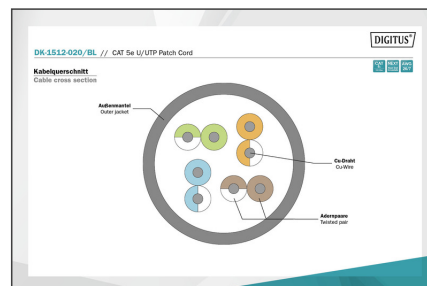 DIGITUS®
DK-1512-020/BL // CAT 5e U/UTP Patch Cord
Kabelquerschnitt
Cable cross section
Außenmantel
Outer jacket
Cu-Draht
Cu-Wire
Adernpaare
Twisted pair